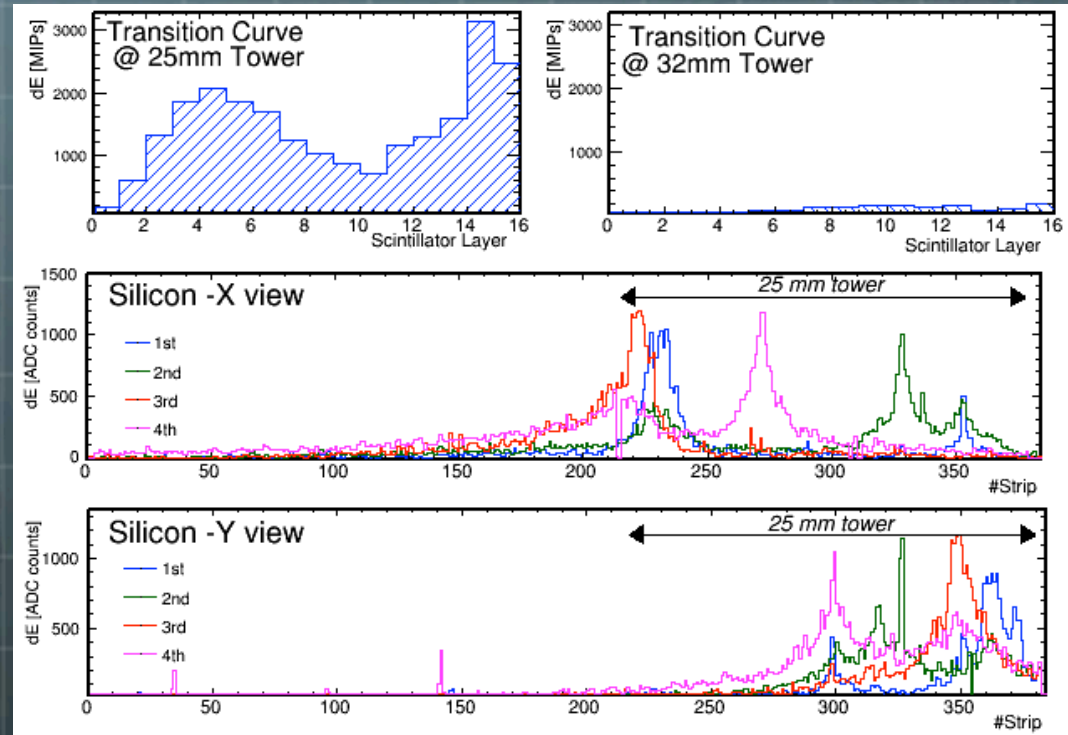 Transition Curve
@ 25mm Tower
dE [MIPs]
3000
2000
1000
0 2 4 6 8 10 12 14 16
Scintillator Layer
Transition Curve
@ 32mm Tower
dE [MIPs]
3000
2000
1000
0 2 4 6 8 10 12 14 16
Scintillator Layer
Silicon -X view
25 mm tower
dE [ADC counts]
1500
1000
500
0
1st
2nd
3rd
4th
0 50 100 150 200 250 300 350
#Strip
Silicon -Y view
25 mm tower
dE [ADC counts]
1000
500
1st
2nd
3rd
4th
0 50 100 150 200 250 300 350
#Strip